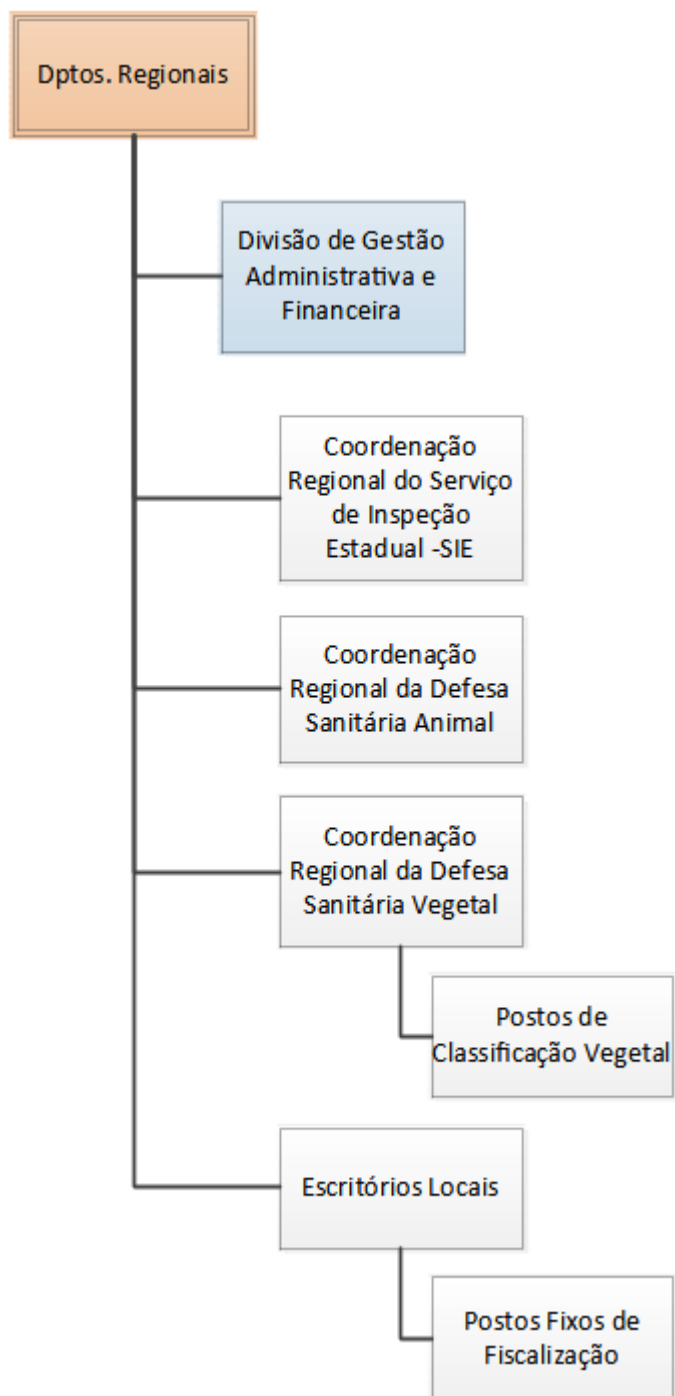 Dptos. Regionais
Divisão de Gestão
Administrativa e
Financeira
Coordenação
Regional do Serviço
de Inspeção
Estadual -SIE
Coordenação
Regional da Defesa
Sanitária Animal
Coordenação
Regional da Defesa
Sanitária Vegetal
Postos de
Classificação Vegetal
Escritórios Locais
Postos Fixos de
Fiscalização